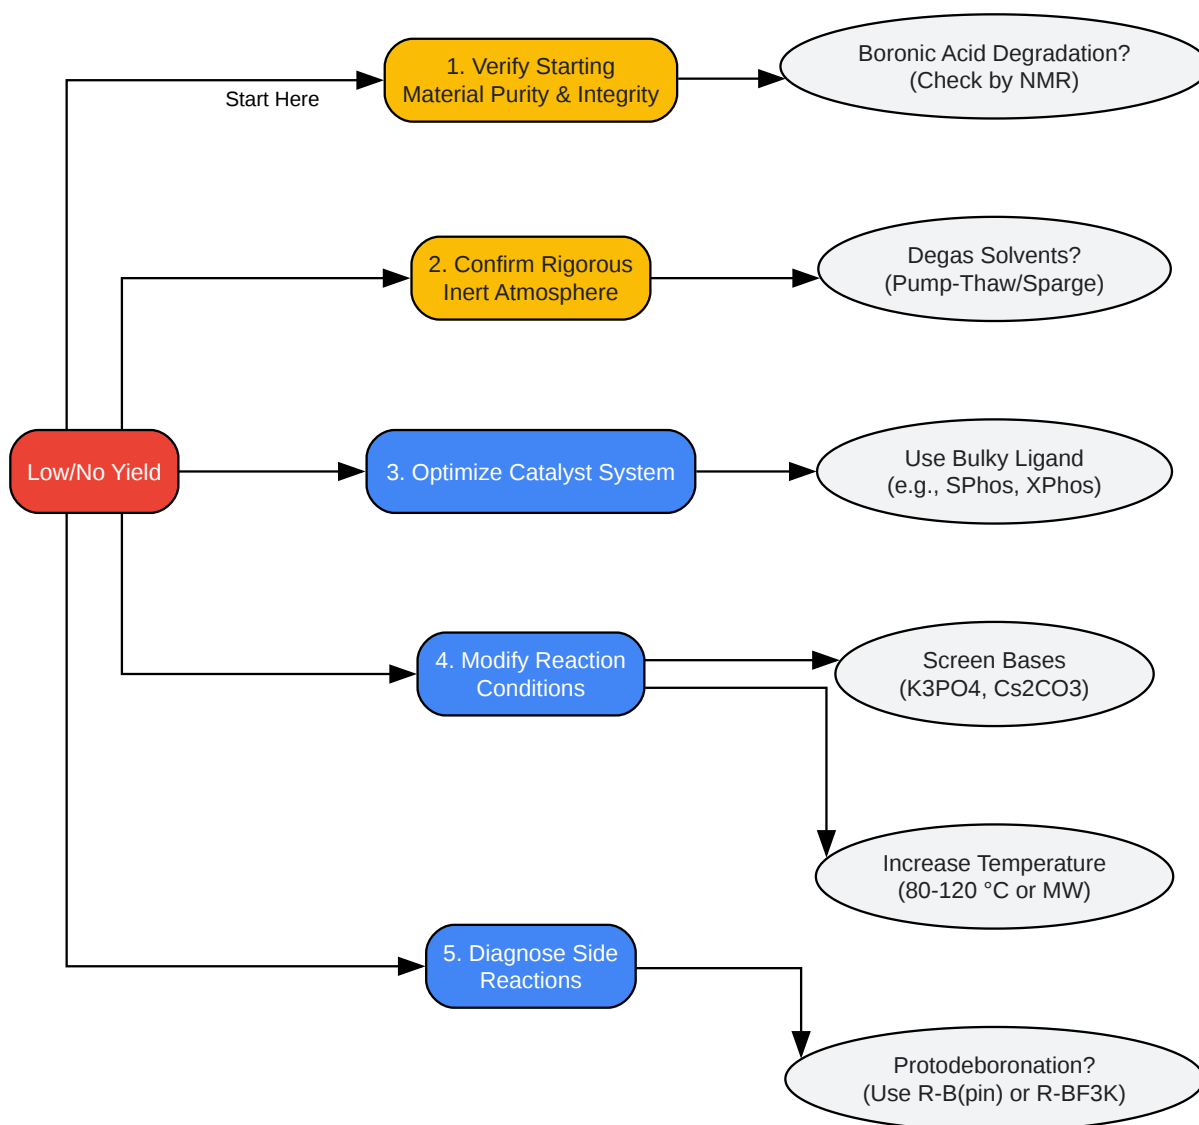 1. Verify Starting
Material Purity & Integrity
Boronic Acid Degradation?
(Check by NMR)
Start Here
2. Confirm Rigorous
Inert Atmosphere
Degas Solvents?
(Pump-Thaw/Sparge)
Low/No Yield
3. Optimize Catalyst System
Use Bulky Ligand
(e.g., SPhos, XPhos)
4. Modify Reaction
Conditions
Screen Bases
(K3PO4, Cs2CO3)
Increase Temperature
(80-120 °C or MW)
5. Diagnose Side
Reactions
Protodeboronation?
(Use R-B(pin) or R-BF3K)